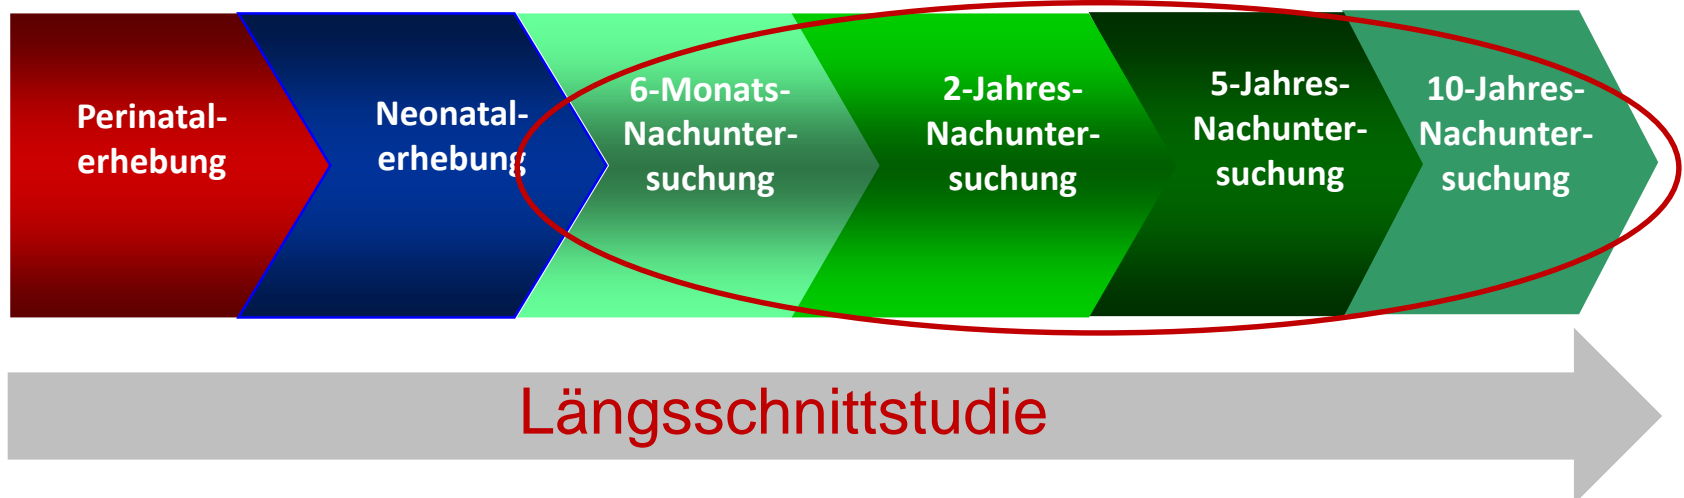 Perinatal-
erhebung
Neonatal-
erhebung
6-Monats-
Nachunter-
suchung
2-Jahres-
Nachunter-
suchung
5-Jahres-
Nachunter-
suchung
10-Jahres-
Nachunter-
suchung
Längsschnittstudie